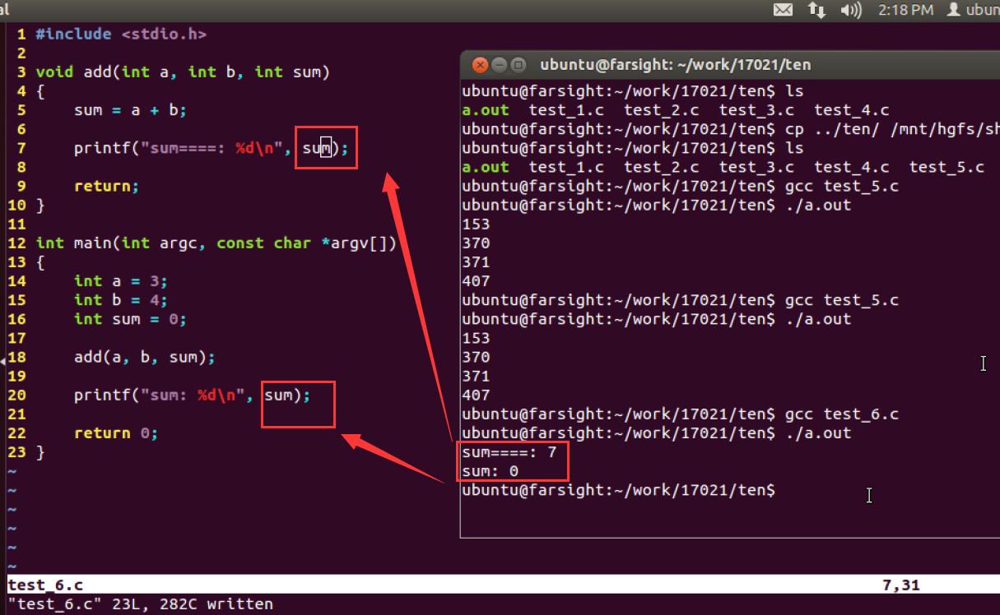 al
2:18 PM
1 #include <stdio.h>
2
3 void add(int a, int b, int sum)
4 {
5     sum = a + b;
6
7     printf("sum====: %d\n", sum);
8
9     return;
10 }
11
12 int main(int argc, const char *argv[])
13 {
14     int a = 3;
15     int b = 4;
16     int sum = 0;
17
18     add(a, b, sum);
19
20     printf("sum: %d\n", sum);
21
22     return 0;
23 }
~
~
~
~
~
~
test_6.c 7,31
"test_6.c" 23L, 282C written
ubuntu@farsight: ~/work/17021/ten
ubuntu@farsight:~/work/17021/ten$ ls
a.out  test_1.c  test_2.c  test_3.c  test_4.c
ubuntu@farsight:~/work/17021/ten$ cp ../ten/ /mnt/hgfs/sh
ubuntu@farsight:~/work/17021/ten$ ls
a.out  test_1.c  test_2.c  test_3.c  test_4.c  test_5.c
ubuntu@farsight:~/work/17021/ten$ gcc test_5.c
ubuntu@farsight:~/work/17021/ten$ ./a.out
153
370
371
407
ubuntu@farsight:~/work/17021/ten$ gcc test_5.c
ubuntu@farsight:~/work/17021/ten$ ./a.out
153
370
371
407
ubuntu@farsight:~/work/17021/ten$ gcc test_6.c
ubuntu@farsight:~/work/17021/ten$ ./a.out
sum====: 7
sum: 0
ubuntu@farsight:~/work/17021/ten$